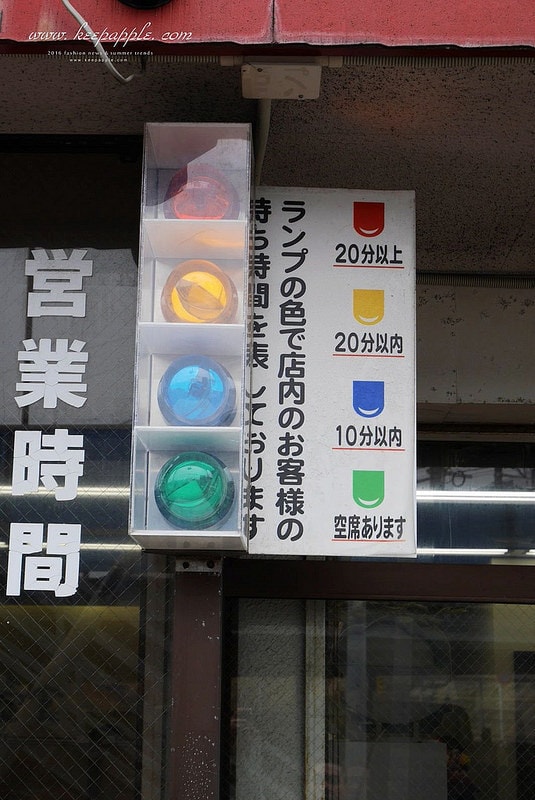 www.keepapple.com
2016 fashion news & summer trends
www.keepapple.com
営業時間
ランプの色で店内のお客様の
待ち時間を表しております
20分以上
20分以内
10分以内
空席あります